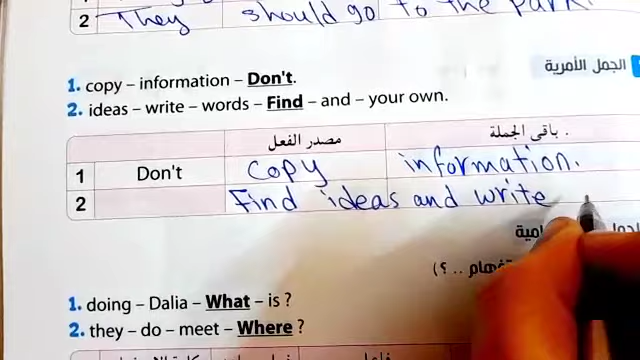 2 They should go to the park.
الجمل الأمرية
1. copy – information – Don't.
2. ideas – write – words – Find – and – your own.
مصدر الفعل باقى الجملة .
1 Don't copy information.
2 Find ideas and write
1. doing – Dalia – What – is ?
2. they – do – meet – Where ?